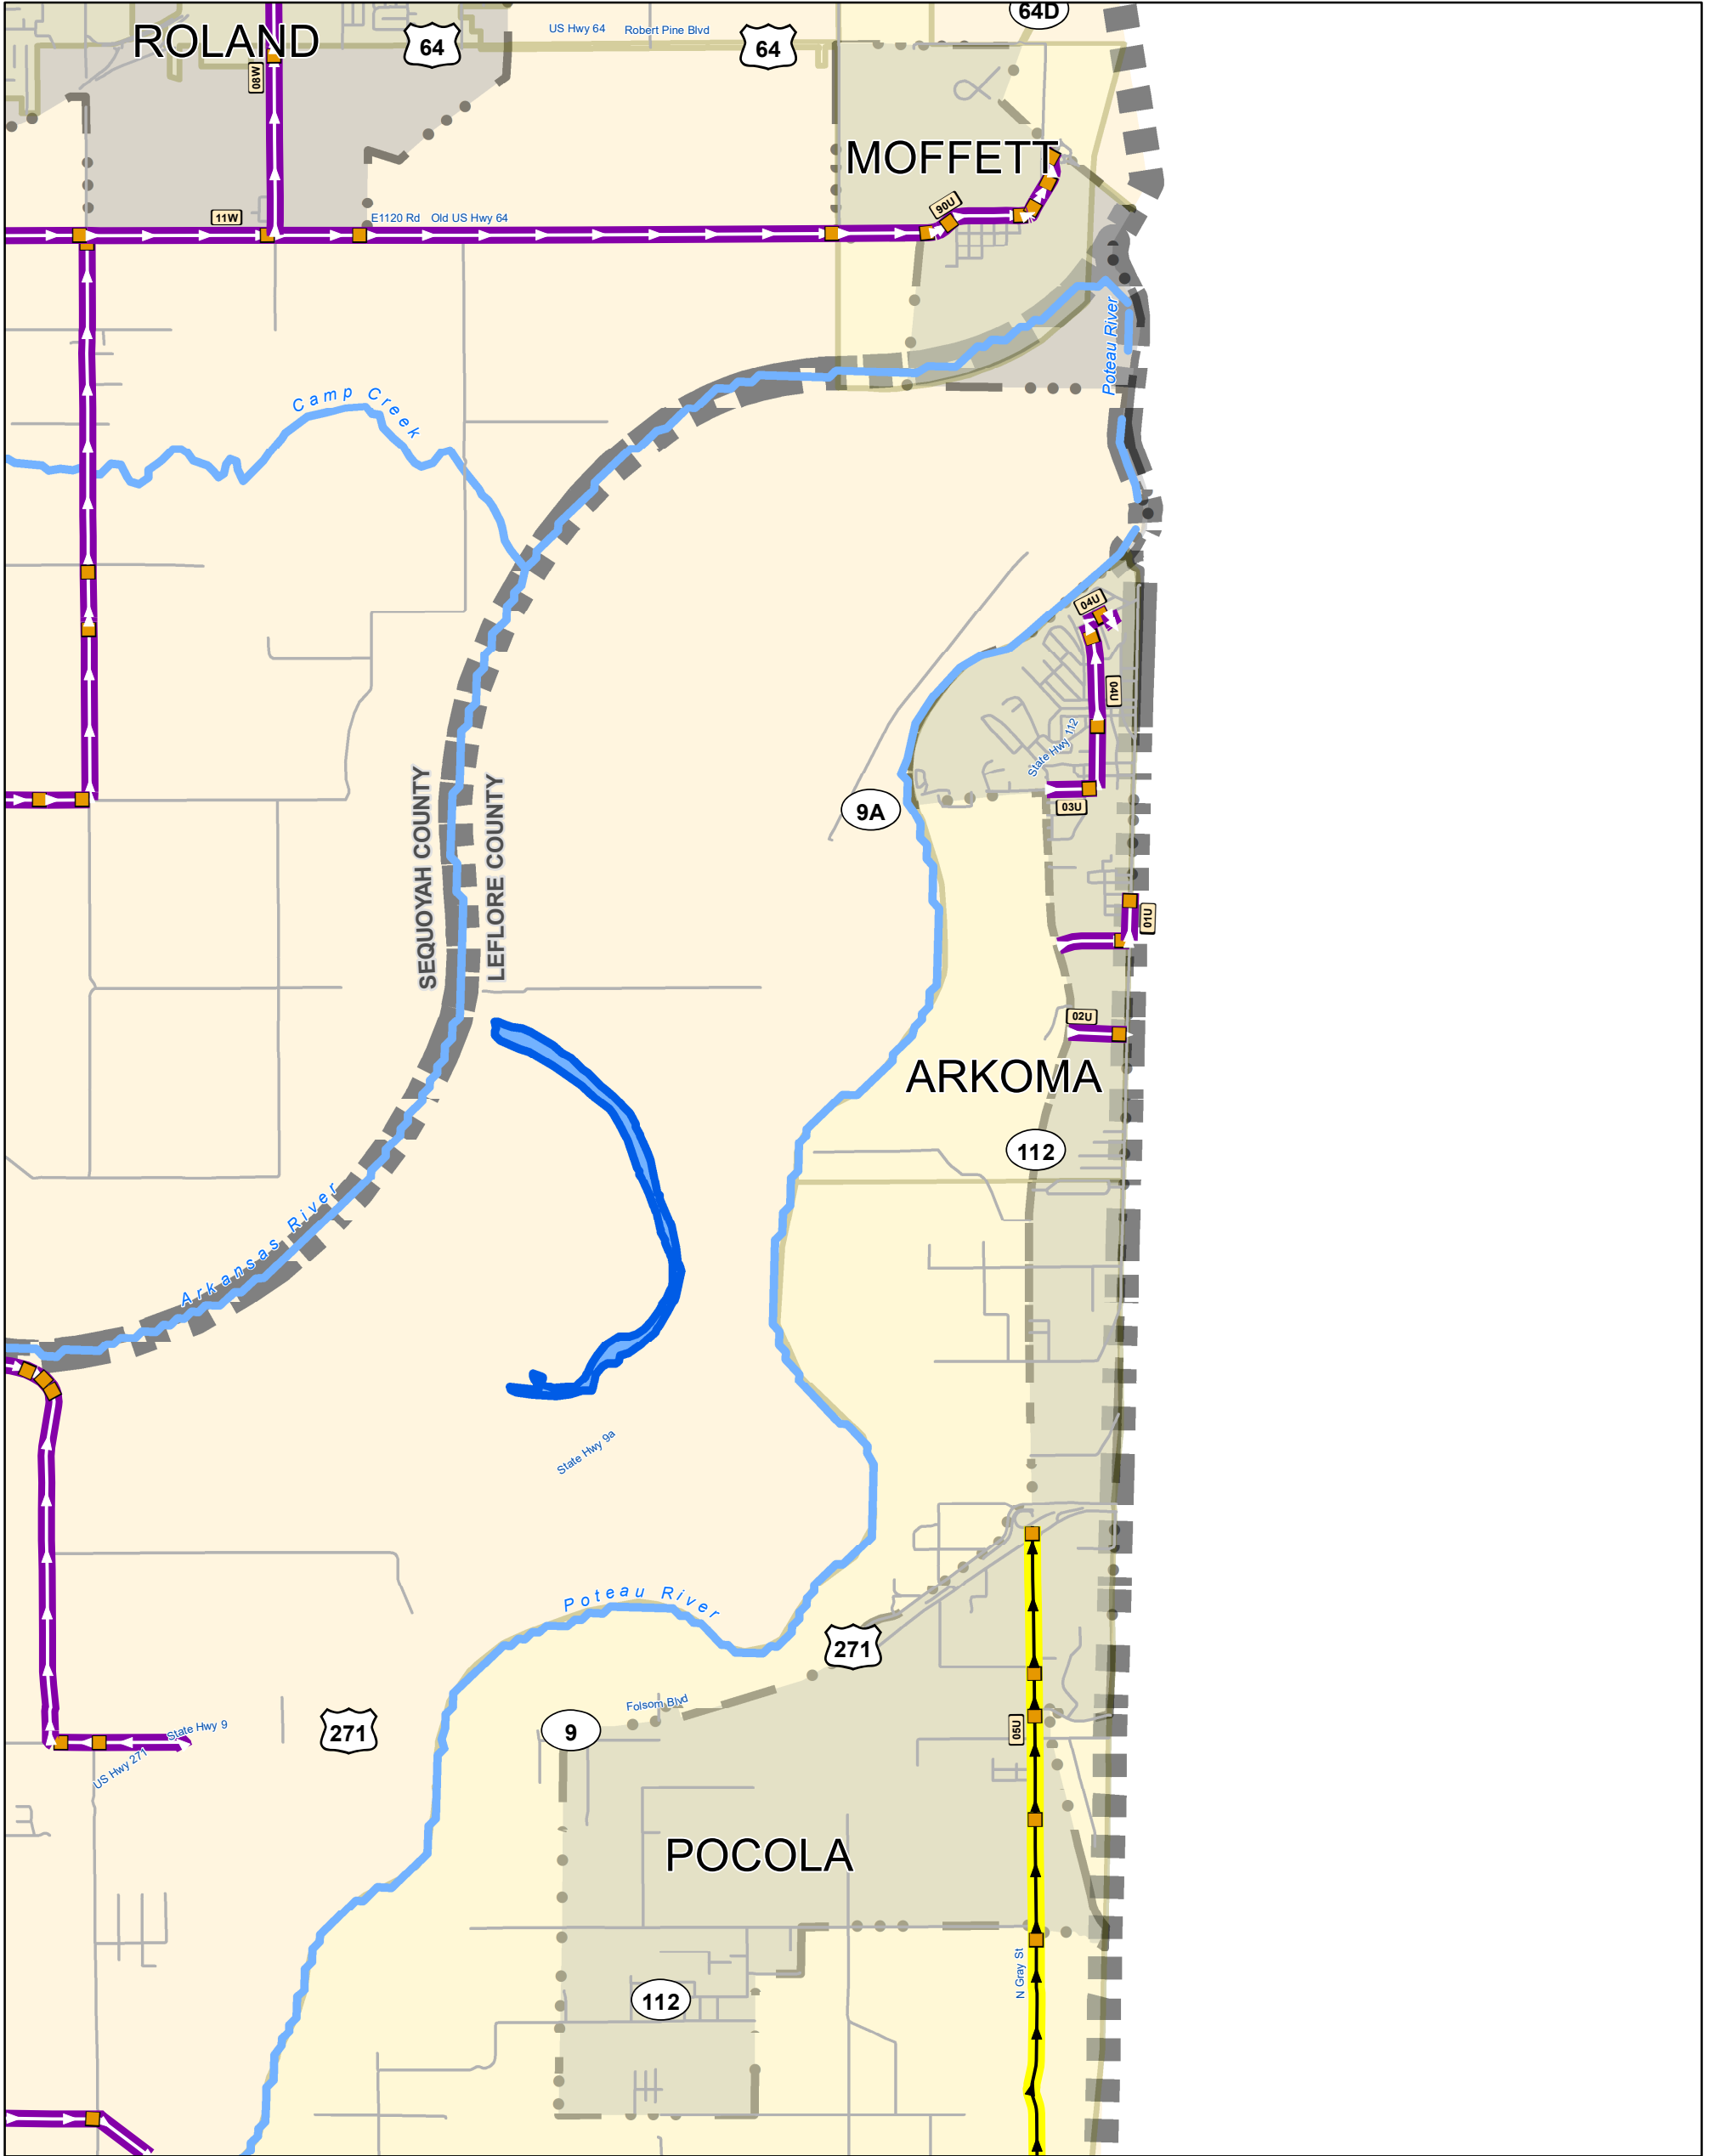 64D
ROLAND
64
US Hwy 64
Robert Pine Blvd
64
08W
MOFFETT
11W
E1120 Rd
Old US Hwy 64
90U
Poteau River
Camp Creek
04U
04U
State Hwy 112
SEQUOYAH COUNTY
LEFLORE COUNTY
9A
03U
01U
02U
ARKOMA
112
Arkansas River
State Hwy 9a
Poteau River
271
Folsom Blvd
State Hwy 9
271
9
05U
US Hwy 271
POCOLA
N Gray St
112